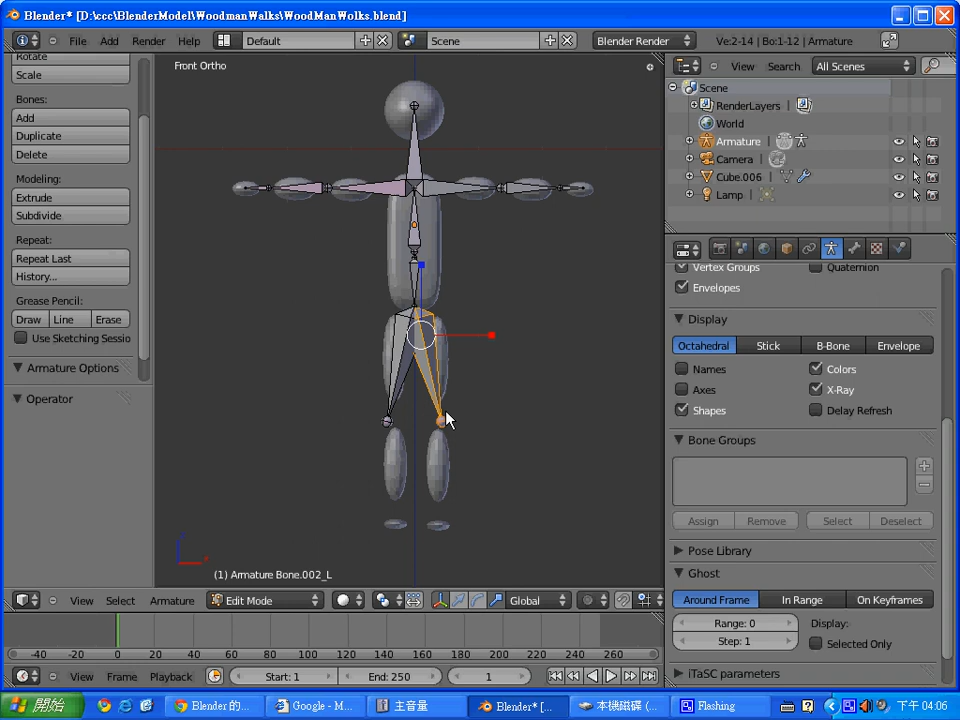 Blender* [D:\ccc\BlenderModel\WoodmanWalks\WoodManWolks.blend]
File Add Render Help Default Scene Blender Render Ve:2-14 | Bo:1-12 | Armature
Rotate
Scale
Bones:
Add
Duplicate
Delete
Modeling:
Extrude
Subdivide
Repeat:
Repeat Last
History...
Grease Pencil:
Draw Line Erase
Use Sketching Sessio
Armature Options
Operator
Front Ortho
(1) Armature Bone.002_L
View Search All Scenes
Scene
RenderLayers
World
Armature
Camera
Cube.006
Lamp
Vertex Groups Quaternion
Envelopes
Display
Octahedral Stick B-Bone Envelope
Names Colors
Axes X-Ray
Shapes Delay Refresh
Bone Groups
Assign Remove Select Deselect
Pose Library
Ghost
Around Frame In Range On Keyframes
Range: 0 Display:
Step: 1 Selected Only
iTaSC parameters
View Select Armature Edit Mode Global
-40 -20 0 20 40 60 80 100 120 140 160 180 200 220 240 260
View Frame Playback Start: 1 End: 250 1
開始 Blender 的... Google - M... 主音量 Blender* [... 本機磁碟 (... Flashing 下午 04:06